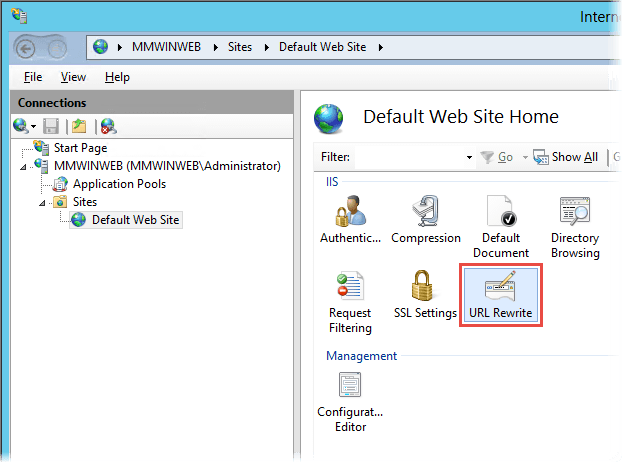 Interne
MMWINWEB Sites Default Web Site
File View Help
Connections
Start Page
MMWINWEB (MMWINWEB\Administrator)
Application Pools
Sites
Default Web Site
Default Web Site Home
Filter: Go Show All G
IIS
Authentic... Compression Default Document Directory Browsing
Request Filtering SSL Settings URL Rewrite
Management
Configurat... Editor